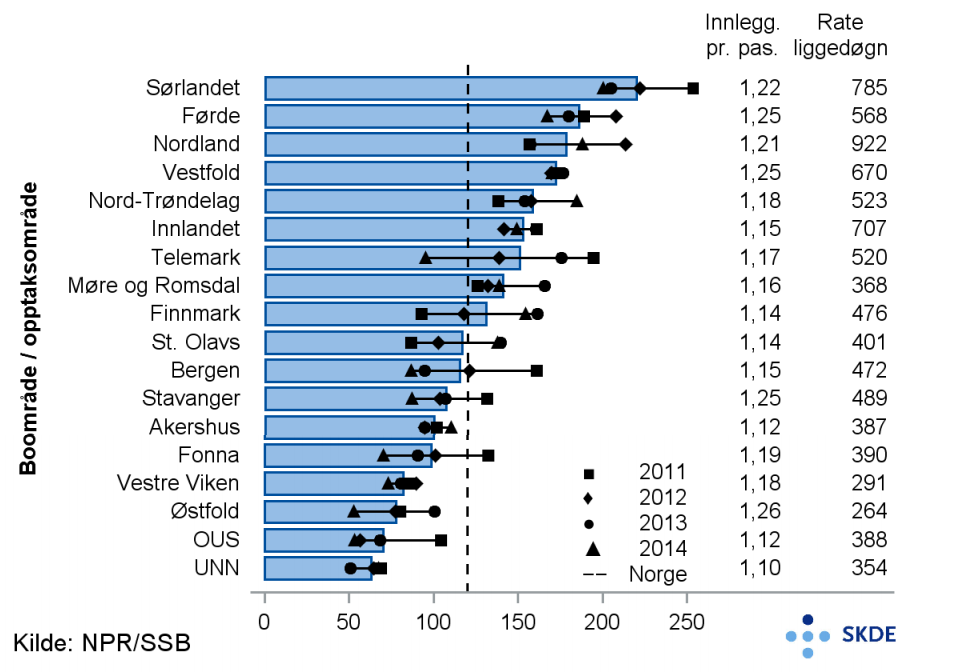 Innlegg. Rate
pr. pas. liggedøgn
Boområde / opptaksområde
Sørlandet 1,22 785
Førde 1,25 568
Nordland 1,21 922
Vestfold 1,25 670
Nord-Trøndelag 1,18 523
Innlandet 1,15 707
Telemark 1,17 520
Møre og Romsdal 1,16 368
Finnmark 1,14 476
St. Olavs 1,14 401
Bergen 1,15 472
Stavanger 1,25 489
Akershus 1,12 387
Fonna 1,19 390
Vestre Viken 1,18 291
Østfold 1,26 264
OUS 1,12 388
UNN 1,10 354
2011
2012
2013
2014
Norge
0 50 100 150 200 250
Kilde: NPR/SSB
SKDE